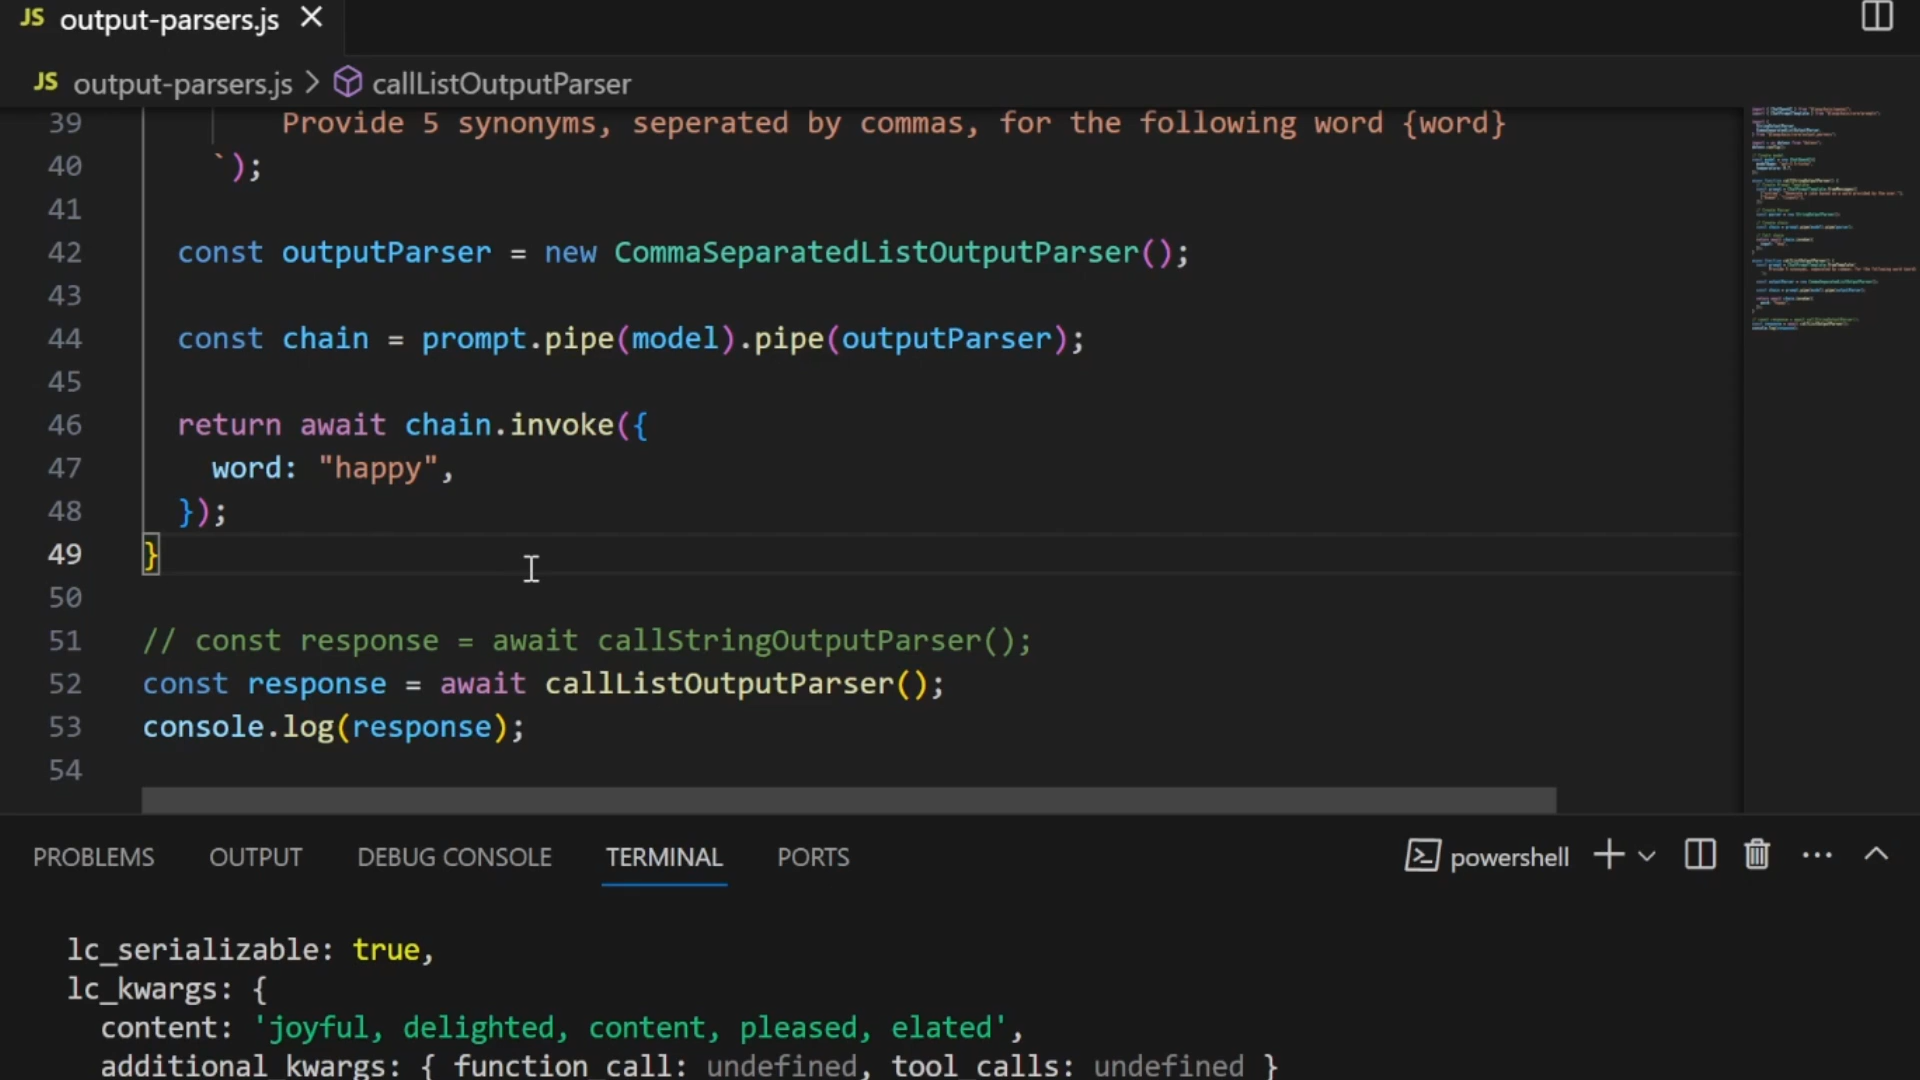 JS output-parsers.js
JS output-parsers.js > callListOutputParser
39 Provide 5 synonyms, seperated by commas, for the following word {word}
40 `);
41
42 const outputParser = new CommaSeparatedListOutputParser();
43
44 const chain = prompt.pipe(model).pipe(outputParser);
45
46 return await chain.invoke({
47 word: "happy",
48 });
49 }
50
51 // const response = await callStringOutputParser();
52 const response = await callListOutputParser();
53 console.log(response);
54
PROBLEMS OUTPUT DEBUG CONSOLE TERMINAL PORTS powershell
lc_serializable: true,
lc_kwargs: {
content: 'joyful, delighted, content, pleased, elated',
additional_kwargs: { function_call: undefined, tool_calls: undefined }